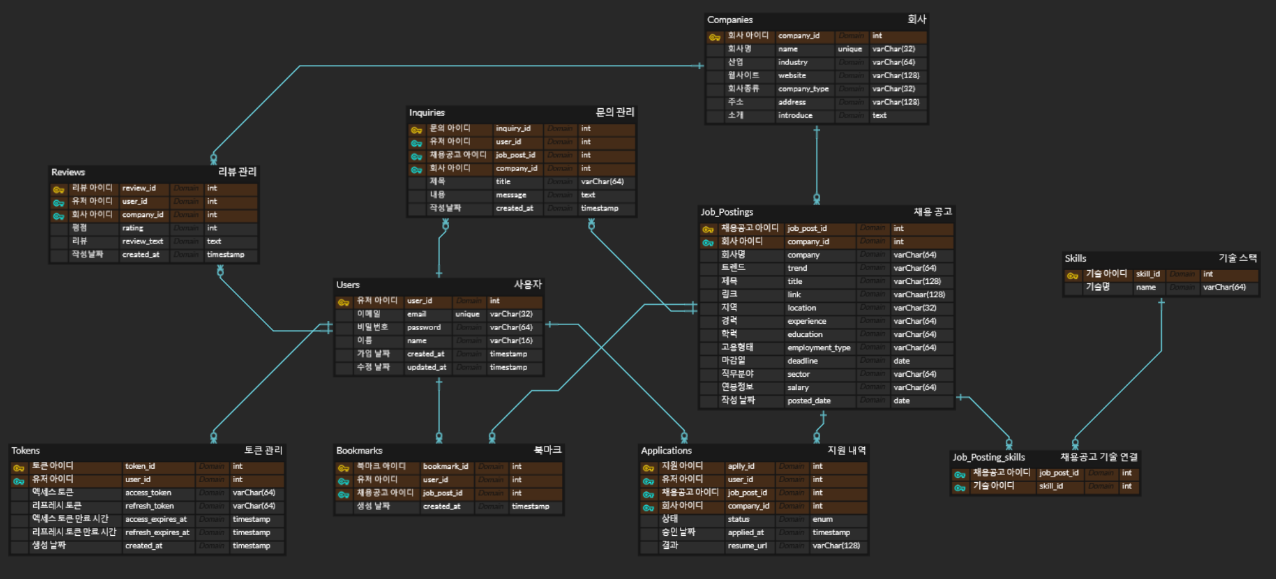 Companies 회사
회사 아이디 company_id Domain int
회사명 name unique varChar(32)
산업 industry Domain varChar(64)
웹사이트 website Domain varChar(128)
회사종류 company_type Domain varChar(32)
주소 address Domain varChar(128)
소개 introduce Domain text
Inquiries 문의 관리
문의 아이디 inquiry_id Domain int
유저 아이디 user_id Domain int
채용공고 아이디 job_post_id Domain int
회사 아이디 company_id Domain int
제목 title Domain varChar(64)
내용 message Domain text
작성날짜 created_at Domain timestamp
Reviews 리뷰 관리
리뷰 아이디 review_id Domain int
유저 아이디 user_id Domain int
회사 아이디 company_id Domain int
평점 rating Domain int
리뷰 review_text Domain text
작성날짜 created_at Domain timestamp
Job_Postings 채용 공고
채용공고 아이디 job_post_id Domain int
회사 아이디 company_id Domain int
회사명 company Domain varChar(64)
트렌드 trend Domain varChar(64)
제목 title Domain varChar(128)
링크 link Domain varChaar(128)
지역 location Domain varChar(32)
경력 experience Domain varChar(64)
학력 education Domain varChar(64)
고용형태 employment_type Domain varChar(64)
마감일 deadline Domain date
직무분야 sector Domain varChar(64)
연봉정보 salary Domain varChar(64)
작성 날짜 posted_date Domain date
Skills 기술 스택
기술 아이디 skill_id Domain int
기술명 name Domain varChar(64)
Users 사용자
유저 아이디 user_id Domain int
이메일 email unique varChar(32)
비밀번호 password Domain varChar(64)
이름 name Domain varChar(16)
가입 날짜 created_at Domain timestamp
수정 날짜 updated_at Domain timestamp
Tokens 토큰 관리
토큰 아이디 token_id Domain int
유저 아이디 user_id Domain int
엑세스 토큰 access_token Domain varChar(64)
리프레시 토큰 refresh_token Domain varChar(64)
엑세스 토큰 만료 시간 access_expires_at Domain timestamp
리프레시 토큰 만료 시간 refresh_expires_at Domain timestamp
생성 날짜 created_at Domain timestamp
Bookmarks 북마크
북마크 아이디 bookmark_id Domain int
유저 아이디 user_id Domain int
채용공고 아이디 job_post_id Domain int
생성 날짜 created_at Domain timestamp
Applications 지원 내역
지원 아이디 aplly_id Domain int
유저 아이디 user_id Domain int
채용공고 아이디 job_post_id Domain int
회사 아이디 company_id Domain int
상태 status Domain enum
승인 날짜 applied_at Domain timestamp
결과 resume_url Domain varChar(128)
Job_Posting_skills 채용공고 기술 연결
채용공고 아이디 job_post_id Domain int
기술 아이디 skill_id Domain int